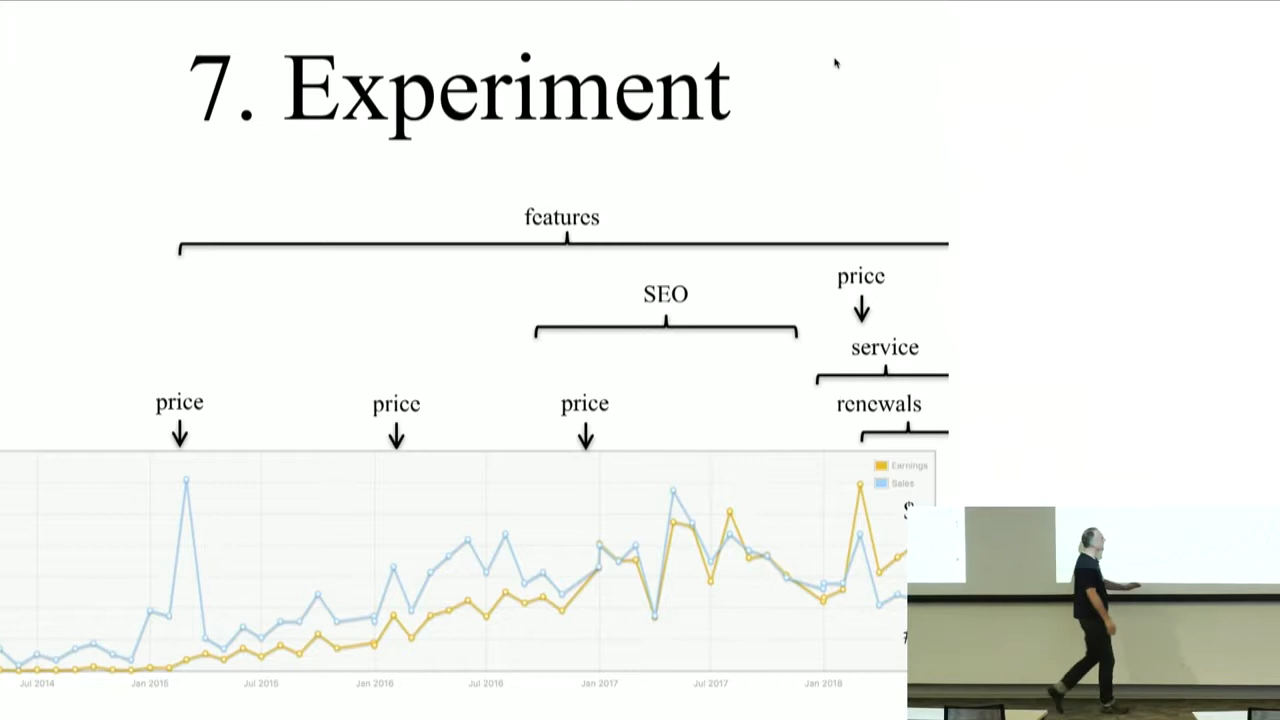 7. Experiment
features
price
SEO
service
price
price
price
renewals
Earnings
Sales
$
Jul 2014
Jan 2015
Jul 2015
Jan 2016
Jul 2016
Jan 2017
Jul 2017
Jan 2018